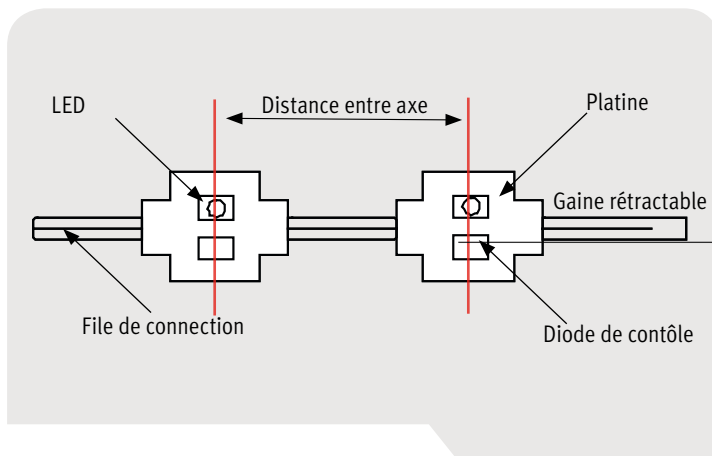 LED
Distance entre axe
Platine
Gaine rétractable
File de connection
Diode de contôle